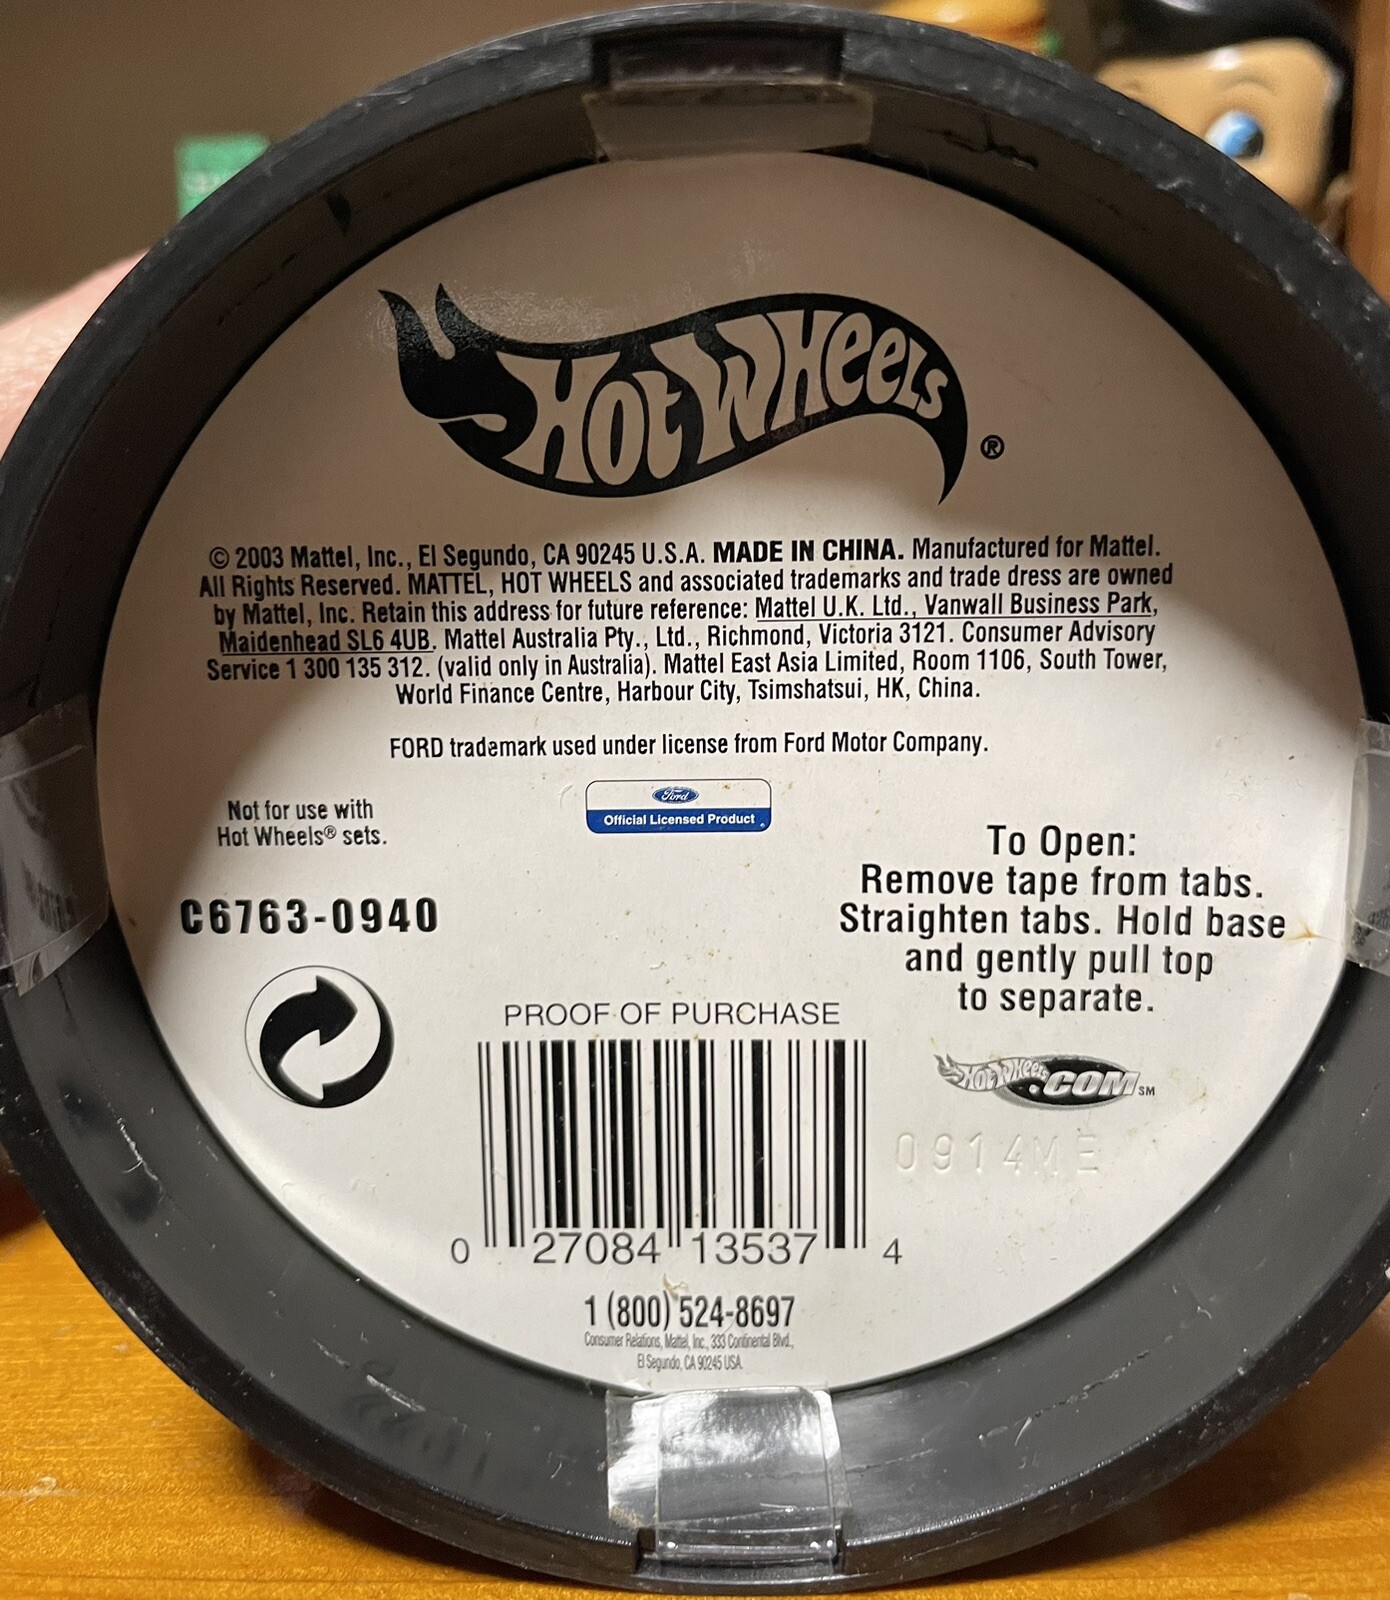 HOT WHEELS ®
© 2003 Mattel, Inc., El Segundo, CA 90245 U.S.A. MADE IN CHINA. Manufactured for Mattel.
All Rights Reserved. MATTEL, HOT WHEELS and associated trademarks and trade dress are owned
by Mattel, Inc. Retain this address for future reference: Mattel U.K. Ltd., Vanwall Business Park,
Maidenhead SL6 4UB. Mattel Australia Pty., Ltd., Richmond, Victoria 3121. Consumer Advisory
Service 1 300 135 312. (valid only in Australia). Mattel East Asia Limited, Room 1106, South Tower,
World Finance Centre, Harbour City, Tsimshatsui, HK, China.
FORD trademark used under license from Ford Motor Company.
Ford
Official Licensed Product
Not for use with
Hot Wheels® sets.
C6763-0940
To Open:
Remove tape from tabs.
Straighten tabs. Hold base
and gently pull top
to separate.
HOT WHEELS .COM SM
0914ME
PROOF OF PURCHASE
0 27084 13537 4
1 (800) 524-8697
Consumer Relations, Mattel, Inc., 333 Continental Blvd.,
El Segundo, CA 90245 USA.